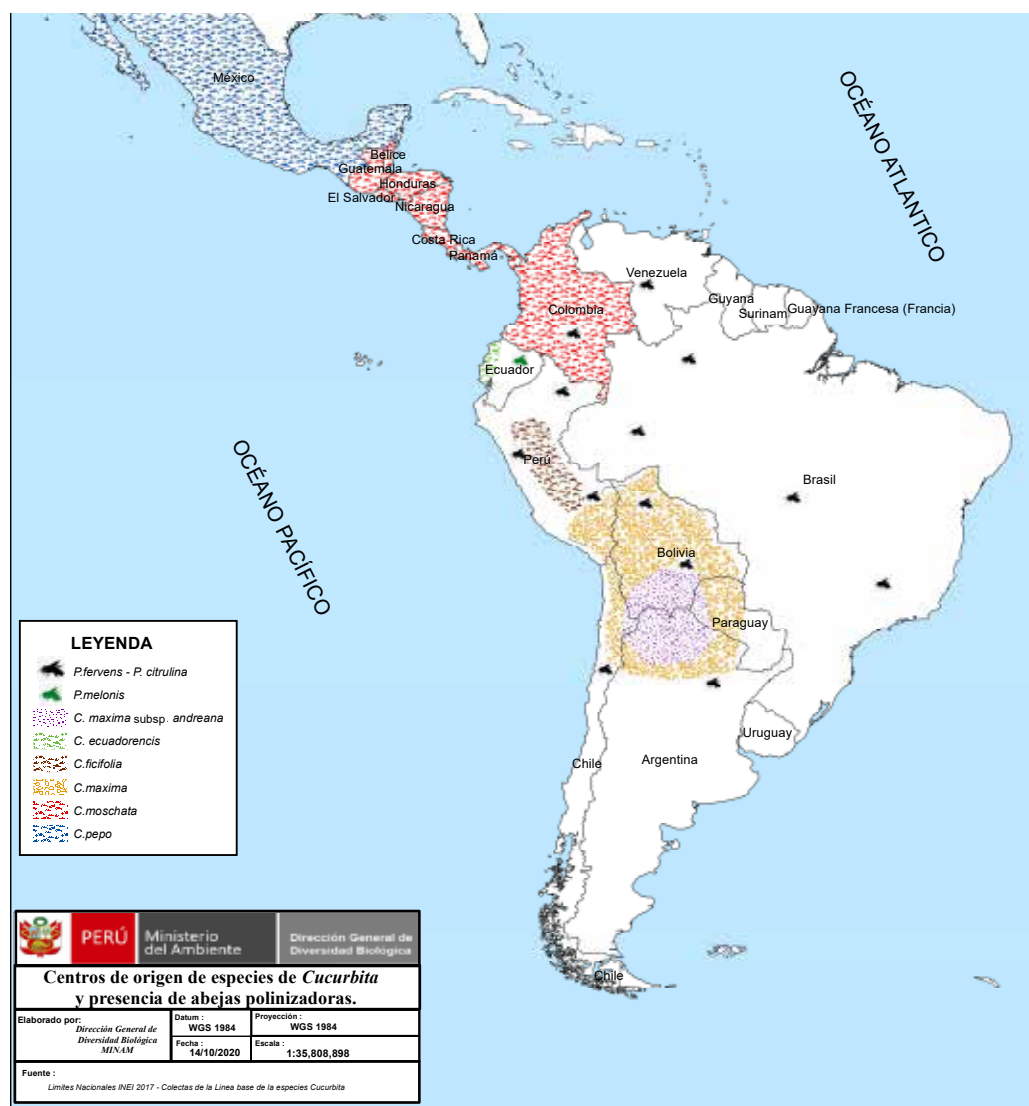 México
Bélice
Guatemala
Honduras
El Salvador
Nicaragua
Costa Rica
Panamá
OCÉANO ATLANTICO
Venezuela
Guyana
Surinam
Guayana Francesa (Francia)
Colombia
Ecuador
Perú
Brasil
OCÉANO PACÍFICO
Bolivia
Paraguay
Uruguay
Chile
Argentina
Chile
LEYENDA
P.fervens - P. citrulina
P.melonis
C. maxima subsp. andreana
C. ecuadorencis
C.ficifolia
C.maxima
C.moschata
C.pepo
PERÚ
Ministerio
del Ambiente
Dirección General de
Diversidad Biológica
Centros de origen de especies de Cucurbita
y presencia de abejas polinizadoras.
Elaborado por:
Dirección General de
Diversidad Biológica
MINAM
Datum :
WGS 1984
Proyección :
WGS 1984
Fecha :
14/10/2020
Escala :
1:35,808,898
Fuente :
Limites Nacionales INEI 2017 - Colectas de la Linea base de la especies Cucurbita